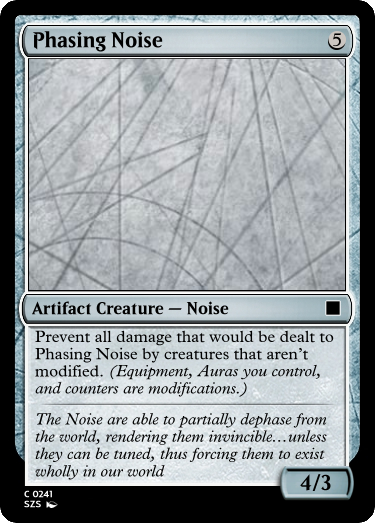 Phasing Noise 5
Artifact Creature — Noise
Prevent all damage that would be dealt to
Phasing Noise by creatures that aren't
modified. (Equipment, Auras you control,
and counters are modifications.)
The Noise are able to partially dephase from
the world, rendering them invincible...unless
they can be tuned, thus forcing them to exist
wholly in our world
4/3
C 0241
SZS